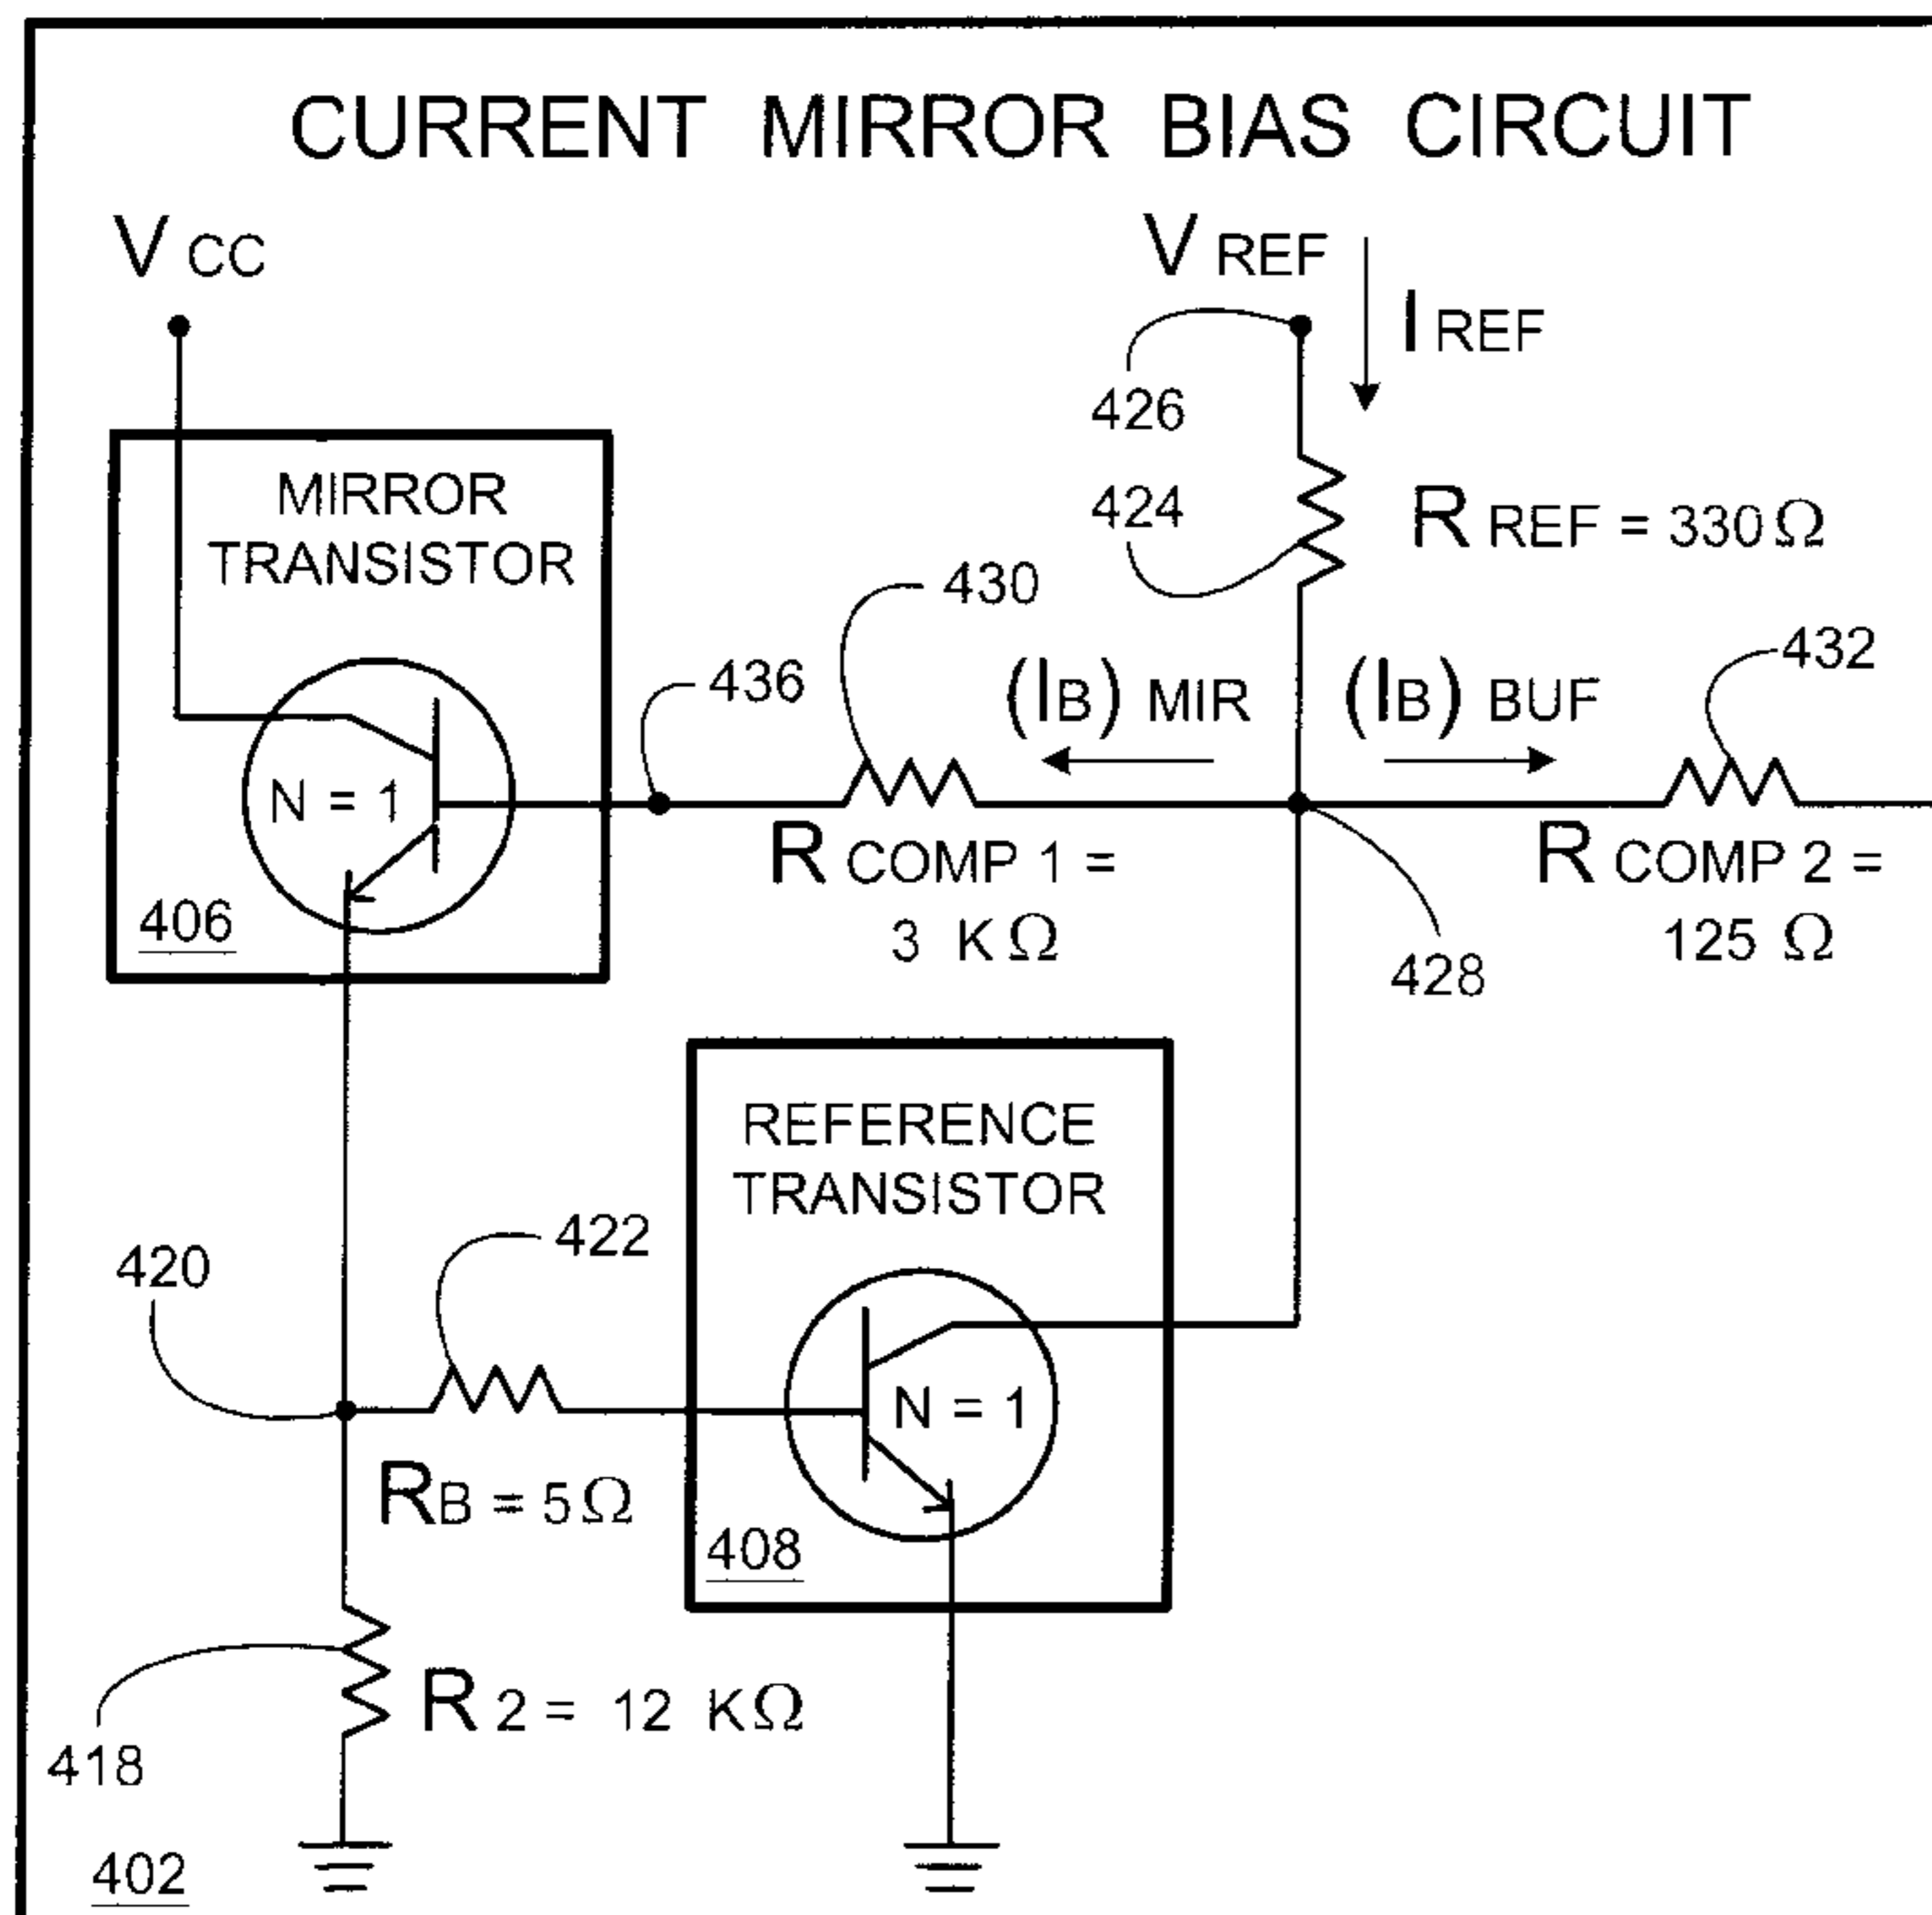 CURRENT MIRROR BIAS CIRCUIT
V CC
V REF
I REF
426
MIRROR
TRANSISTOR
424
R REF = 330 Ω
430
436
(IB) MIR
(IB) BUF
432
N = 1
R COMP 1 =
3 KΩ
R COMP 2 =
125 Ω
406
428
REFERENCE
TRANSISTOR
422
420
N = 1
RB = 5 Ω
408
R 2 = 12 KΩ
418
402